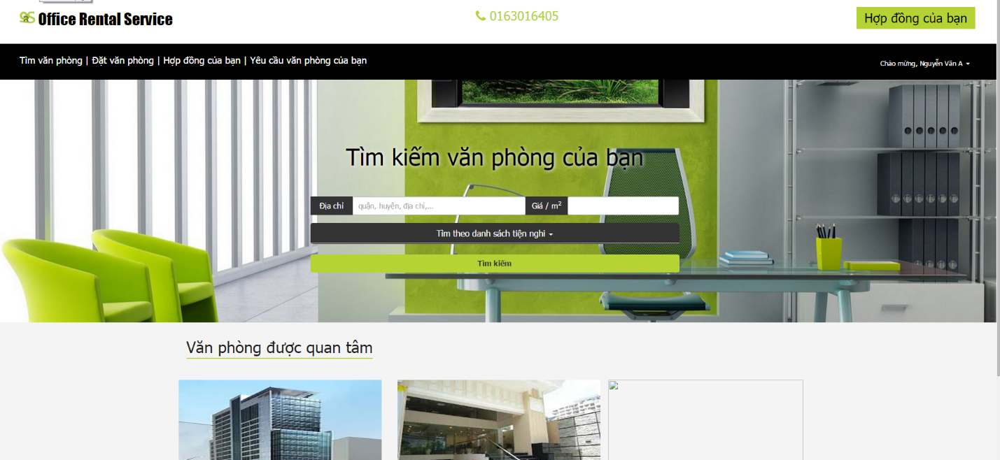 Office Rental Service
0163016405
Hợp đồng của bạn
Tìm văn phòng | Đặt văn phòng | Hợp đồng của bạn | Yêu cầu văn phòng của bạn
Chào mừng, Nguyễn Văn A
Tìm kiếm văn phòng của bạn
Địa chỉ quận, huyện, địa chỉ,... Giá / m²
Tìm theo danh sách tiện nghi
Tìm kiếm
Văn phòng được quan tâm